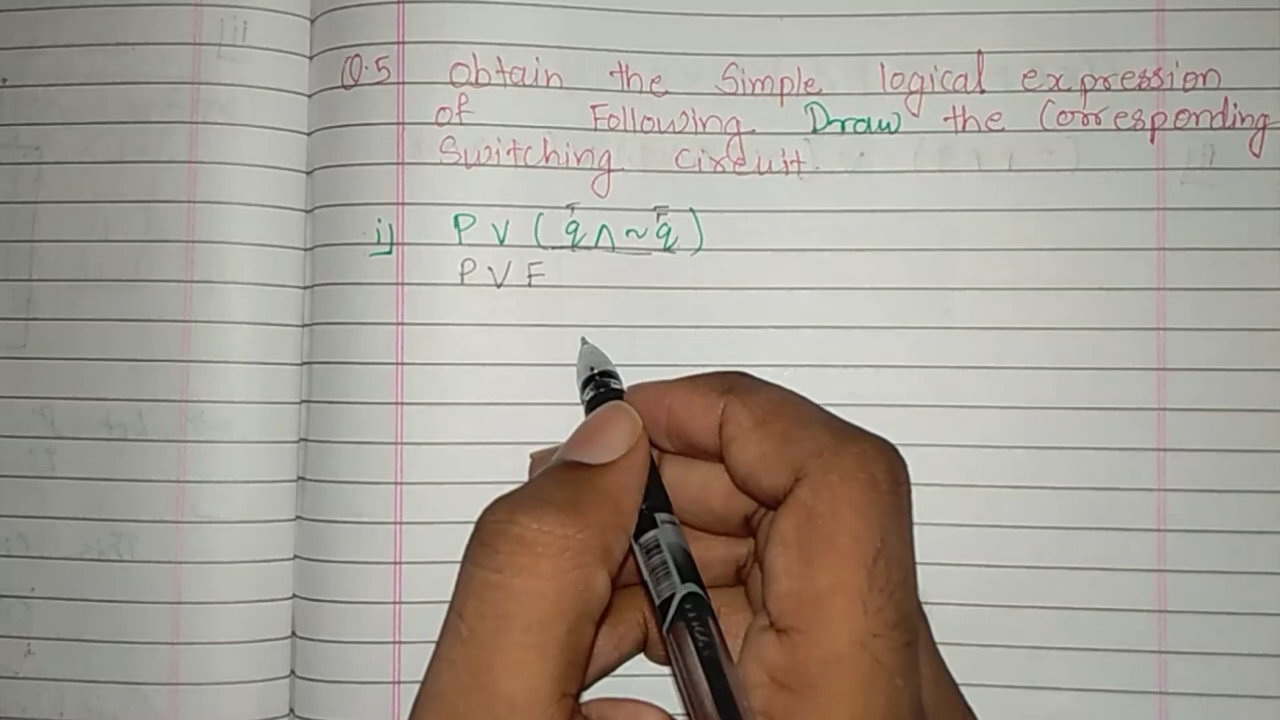 Q.5 Obtain the Simple logical expression
of Following. Draw the Corresponding
Switching circuit.
i) P V ( q ∧ ~ q )
P V F